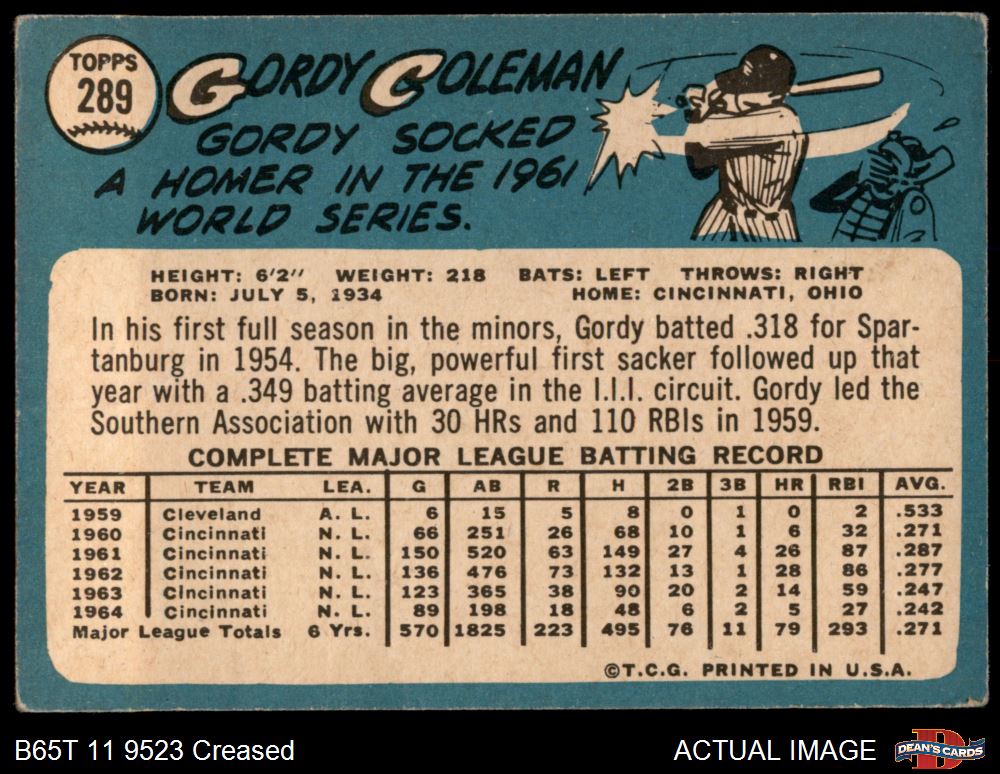 TOPPS
289
GORDY COLEMAN
GORDY SOCKED
A HOMER IN THE 1961
WORLD SERIES.
HEIGHT: 6'2" WEIGHT: 218 BATS: LEFT THROWS: RIGHT
BORN: JULY 5, 1934 HOME: CINCINNATI, OHIO
In his first full season in the minors, Gordy batted .318 for Spar-
tanburg in 1954. The big, powerful first sacker followed up that
year with a .349 batting average in the I.I.I. circuit. Gordy led the
Southern Association with 30 HRs and 110 RBIs in 1959.
COMPLETE MAJOR LEAGUE BATTING RECORD
YEAR TEAM LEA. G AB R H 2B 3B HR RBI AVG.
1959 Cleveland A. L. 6 15 5 8 0 1 0 2 .533
1960 Cincinnati N. L. 66 251 26 68 10 1 6 32 .271
1961 Cincinnati N. L. 150 520 63 149 27 4 26 87 .287
1962 Cincinnati N. L. 136 476 73 132 13 1 28 86 .277
1963 Cincinnati N. L. 123 365 38 90 20 2 14 59 .247
1964 Cincinnati N. L. 89 198 18 48 6 2 5 27 .242
Major League Totals 6 Yrs. 570 1825 223 495 76 11 79 293 .271
©T.C.G. PRINTED IN U.S.A.
B65T 11 9523 Creased
ACTUAL IMAGE
D
DEAN'S CARDS